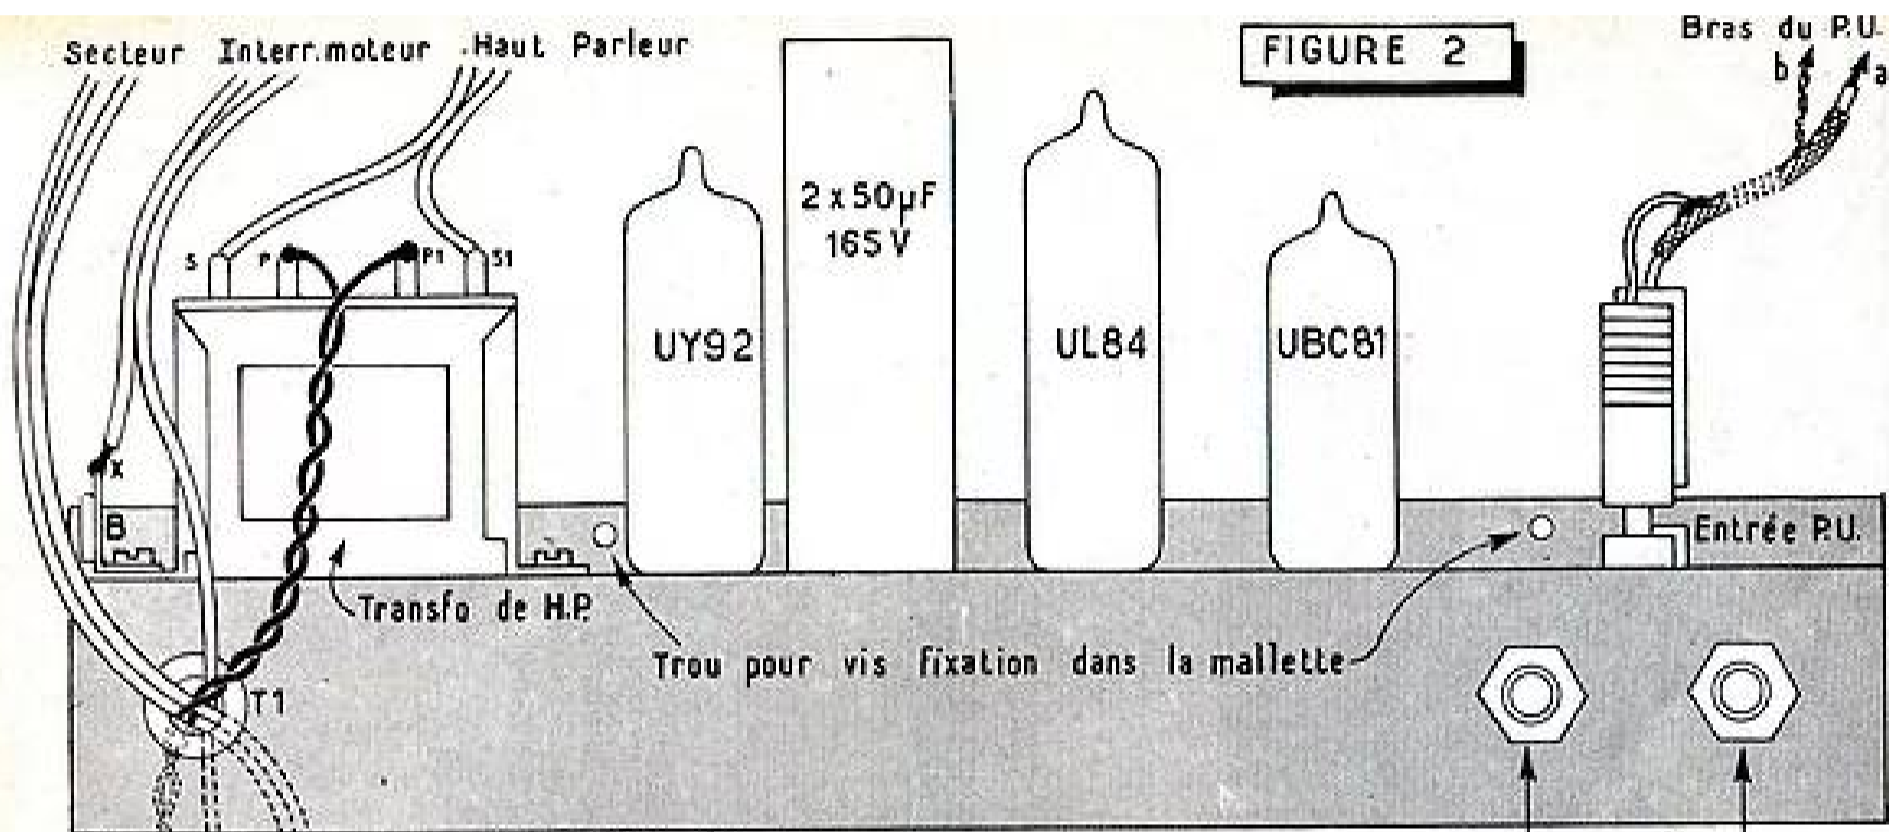 Secteur Interr.moteur Haut Parleur
FIGURE 2
Bras du P.U.
b
a
2 x 50µF
165 V
S
P
P1
S1
UY92
UL84
UBC81
X
B
Entrée P.U.
Transfo de H.P.
Trou pour vis fixation dans la mallette
T1